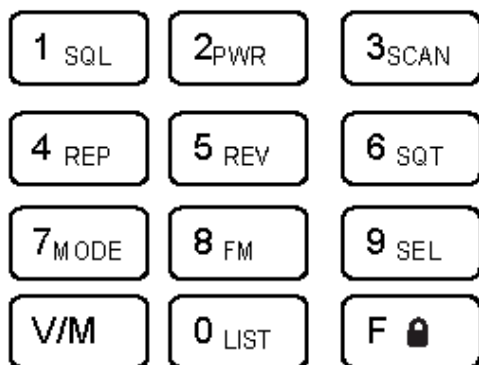 1 SQL 2PWR 3SCAN
4 REP 5 REV 6 SQT
7MODE 8 FM 9 SEL
V/M 0 LIST F